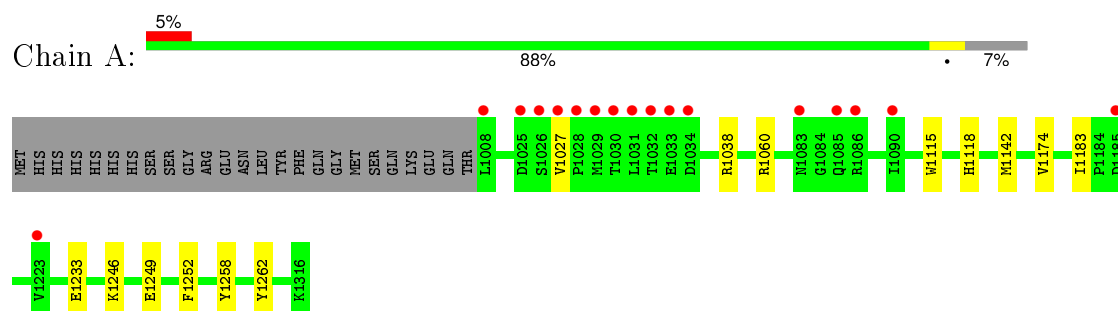 5%
Chain A:
88% • 7%
MET HIS HIS HIS HIS HIS HIS SER SER GLY ARG GLU ASN LEU TYR PHE GLN GLY MET SER GLN LYS GLU GLN THR L1008 D1025 S1026 V1027 P1028 M1029 T1030 L1031 T1032 E1033 D1034 R1038 R1060 N1083 G1084 Q1085 R1086 I1090 W1115 H1118 M1142 V1174 I1183 P1184 D1185
V1223 E1233 K1246 E1249 F1252 Y1258 Y1262 K1316